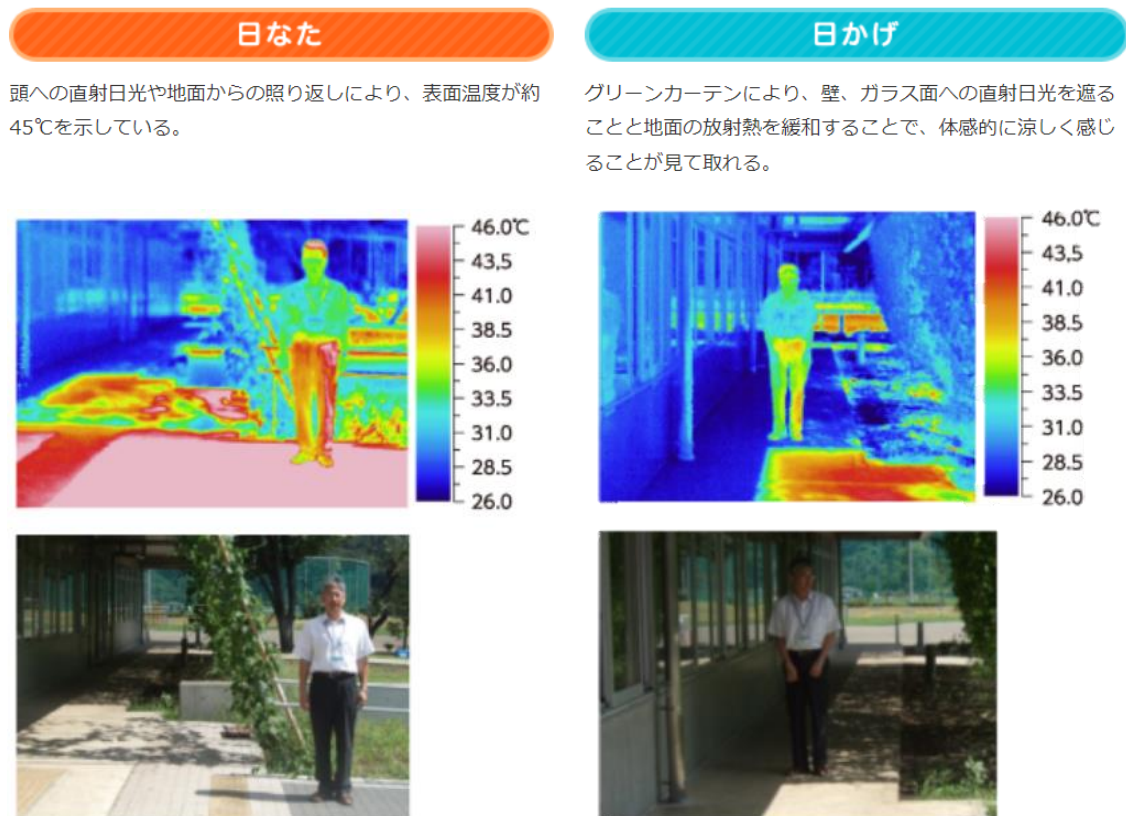 日なた
頭への直射日光や地面からの照り返しにより、表面温度が約
45℃を示している。
46.0℃
43,5
41.0
38.5
36.0
33.5
31.0
28.5
26.0
日かげ
グリーンカーテンにより、壁、ガラス面への直射日光を遮る
ことと地面の放射熱を緩和することで、体感的に涼しく感じ
ることが見て取れる。
46.0℃
43,5
41.0
38.5
36.0
33.5
31.0
28.5
26.0